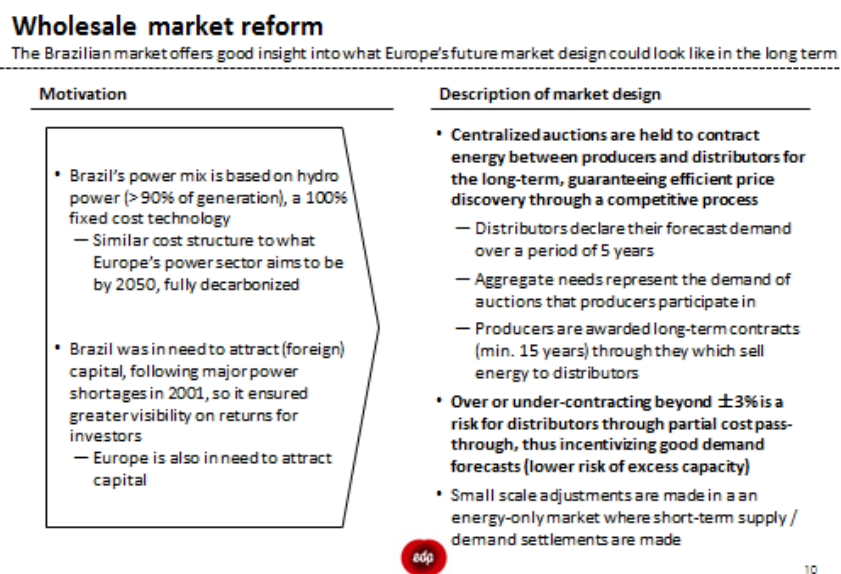 Wholesale market reform
The Brazilian market offers good insight into what Europe's future market design could look like in the long term
Motivation
• Brazil's power mix is based on hydro
power (>90% of generation), a 100%
fixed cost technology
— Similar cost structure to what
Europe's power sector aims to be
by 2050, fully decarbonized
• Brazil was in need to attract (foreign)
capital, following major power
shortages in 2001, so it ensured
greater visibility on returns for
investors
— Europe is also in need to attract
capital
Description of market design
• Centralized auctions are held to contract
energy between producers and distributors for
the long-term, guaranteeing efficient price
discovery through a competitive process
— Distributors declare their forecast demand
over a period of 5 years
— Aggregate needs represent the demand of
auctions that producers participate in
— Producers are awarded long-term contracts
(min. 15 years) through they which sell
energy to distributors
• Over or under-contracting beyond ±3% is a
risk for distributors through partial cost pass-
through, thus incentivizing good demand
forecasts (lower risk of excess capacity)
• Small scale adjustments are made in a an
energy-only market where short-term supply /
demand settlements are made
edp
10